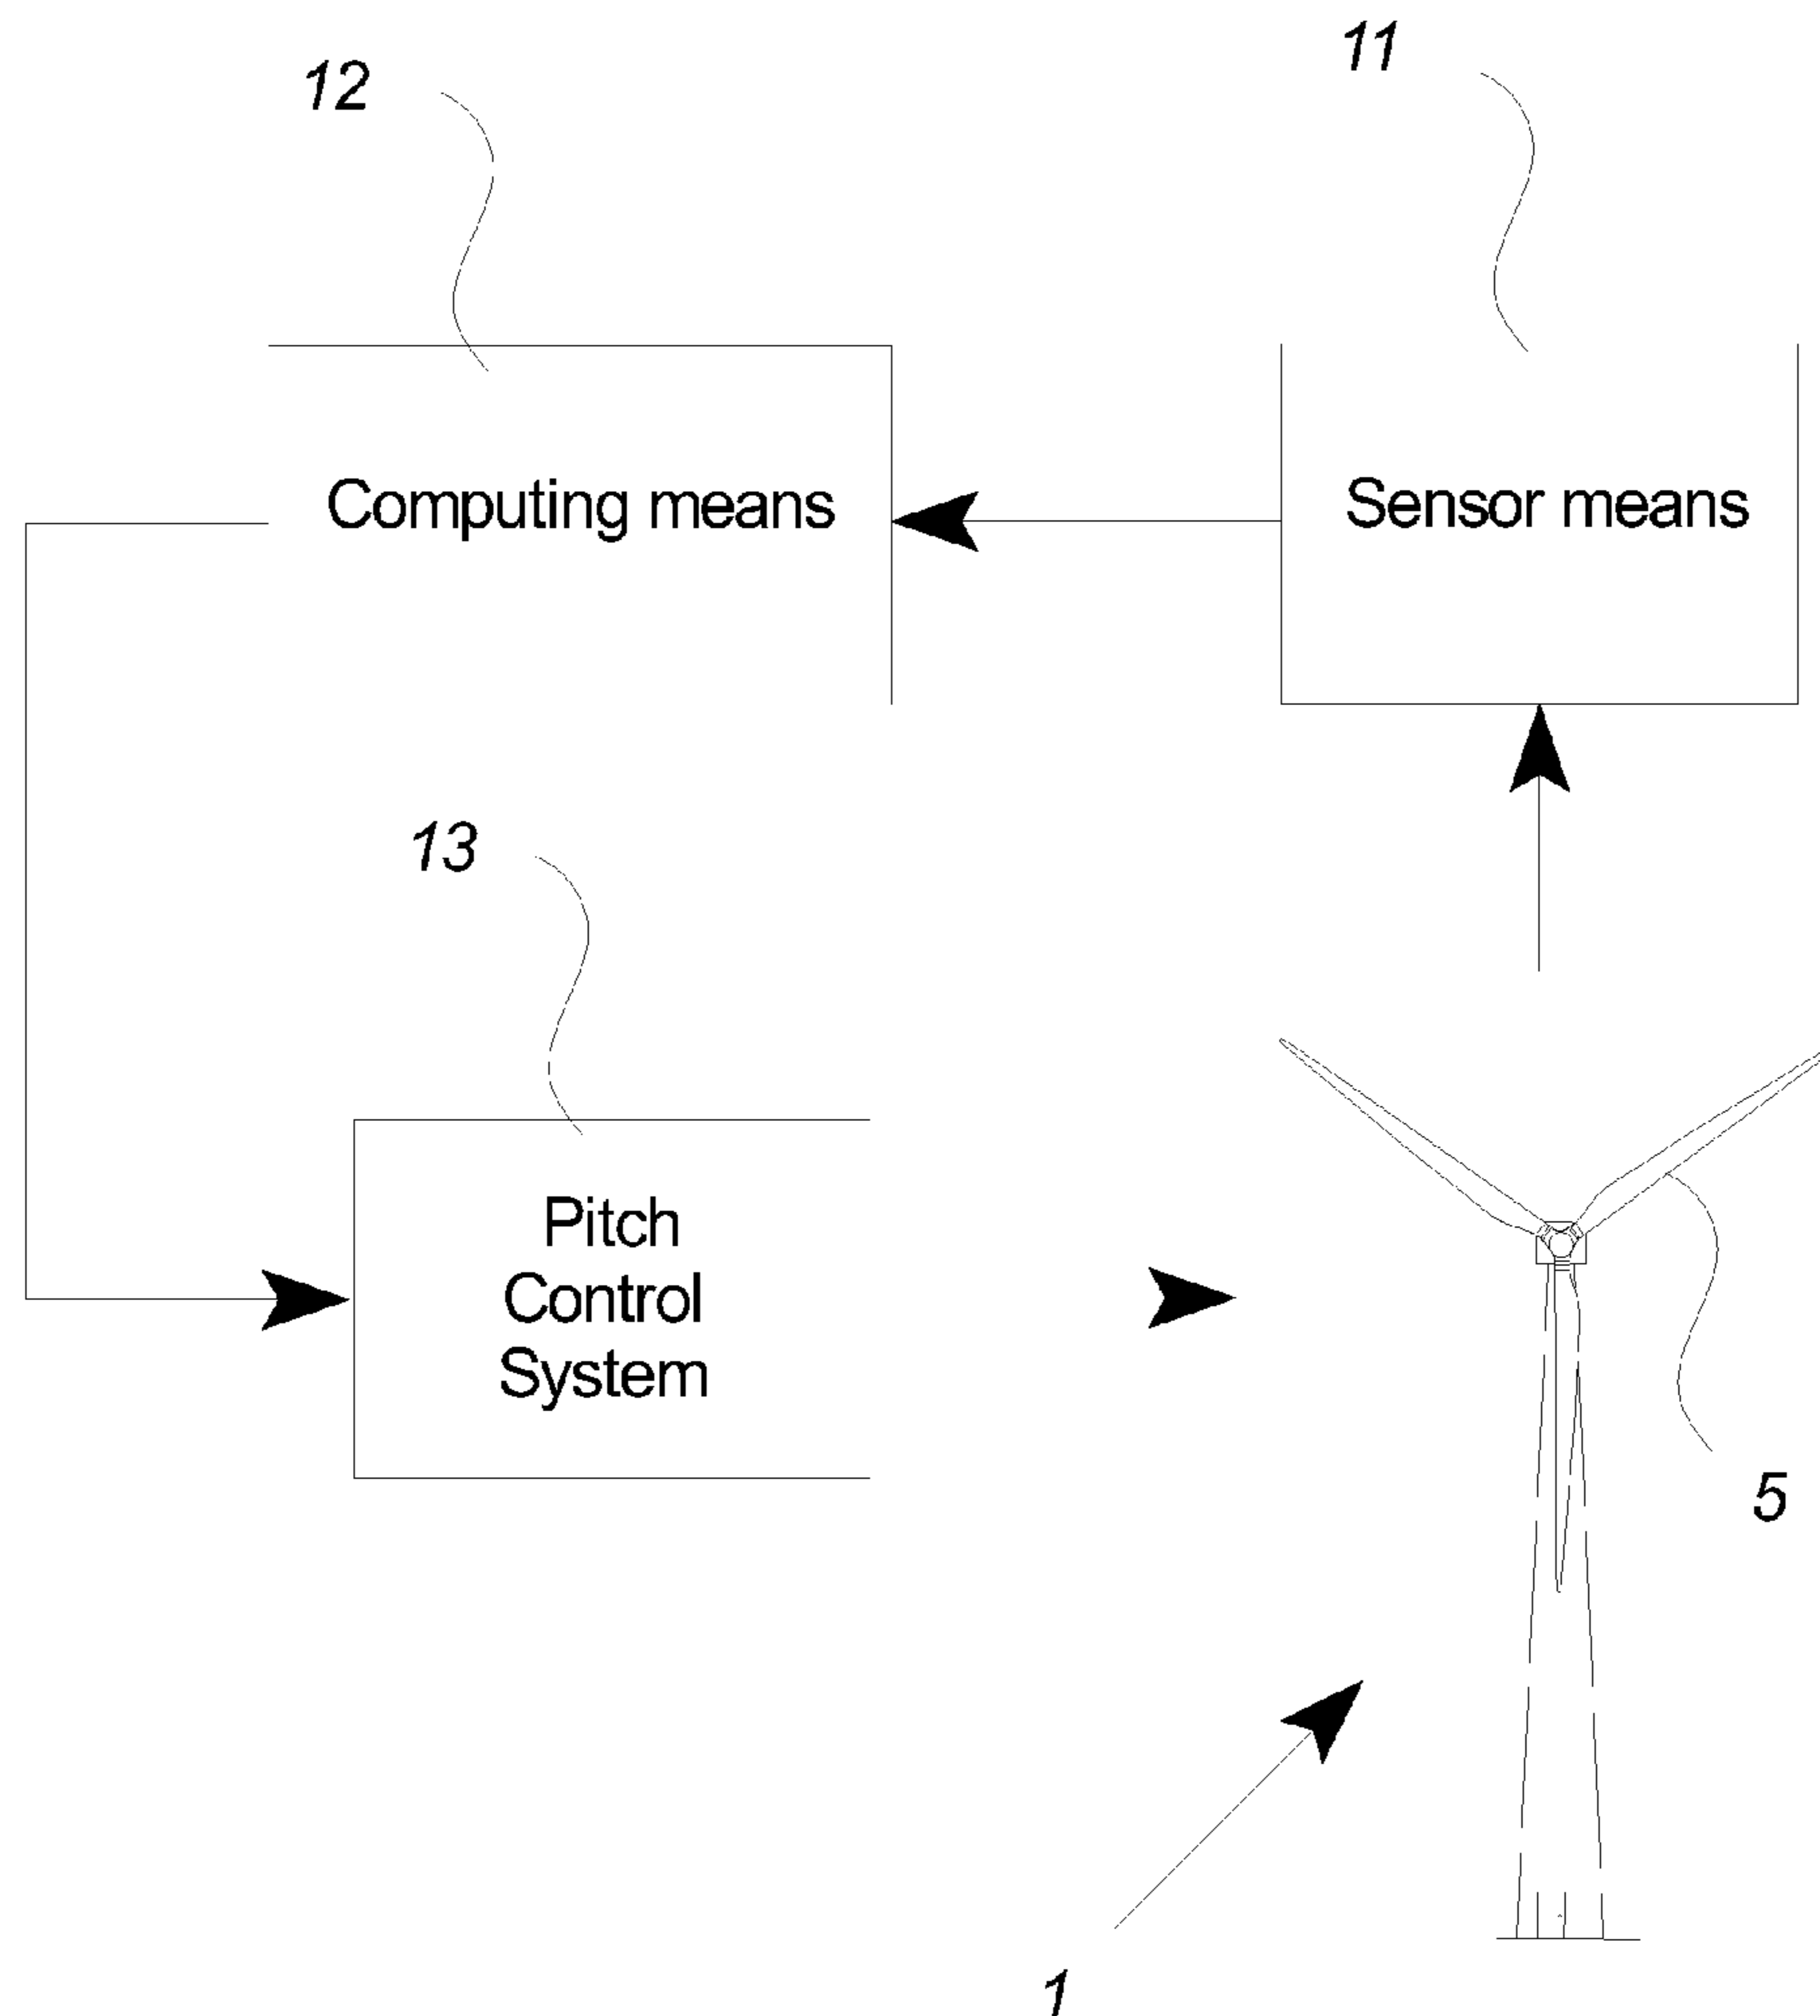 12
11
Computing means
Sensor means
13
Pitch
Control
System
5
1